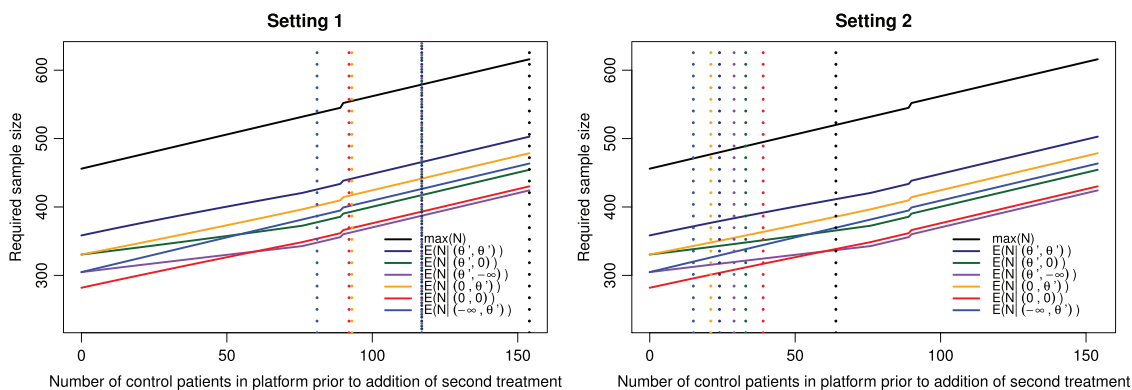 Setting 1
Required sample size
600
500
400
300
max(N)
E(N| (θ', θ') )
E(N| (θ', 0) )
E(N| (θ', −∞) )
E(N| (0, θ') )
E(N| (0, 0) )
E(N| (−∞, θ') )
0 50 100 150
Number of control patients in platform prior to addition of second treatment
Setting 2
Required sample size
600
500
400
300
max(N)
E(N| (θ', θ') )
E(N| (θ', 0) )
E(N| (θ', −∞) )
E(N| (0, θ') )
E(N| (0, 0) )
E(N| (−∞, θ') )
0 50 100 150
Number of control patients in platform prior to addition of second treatment